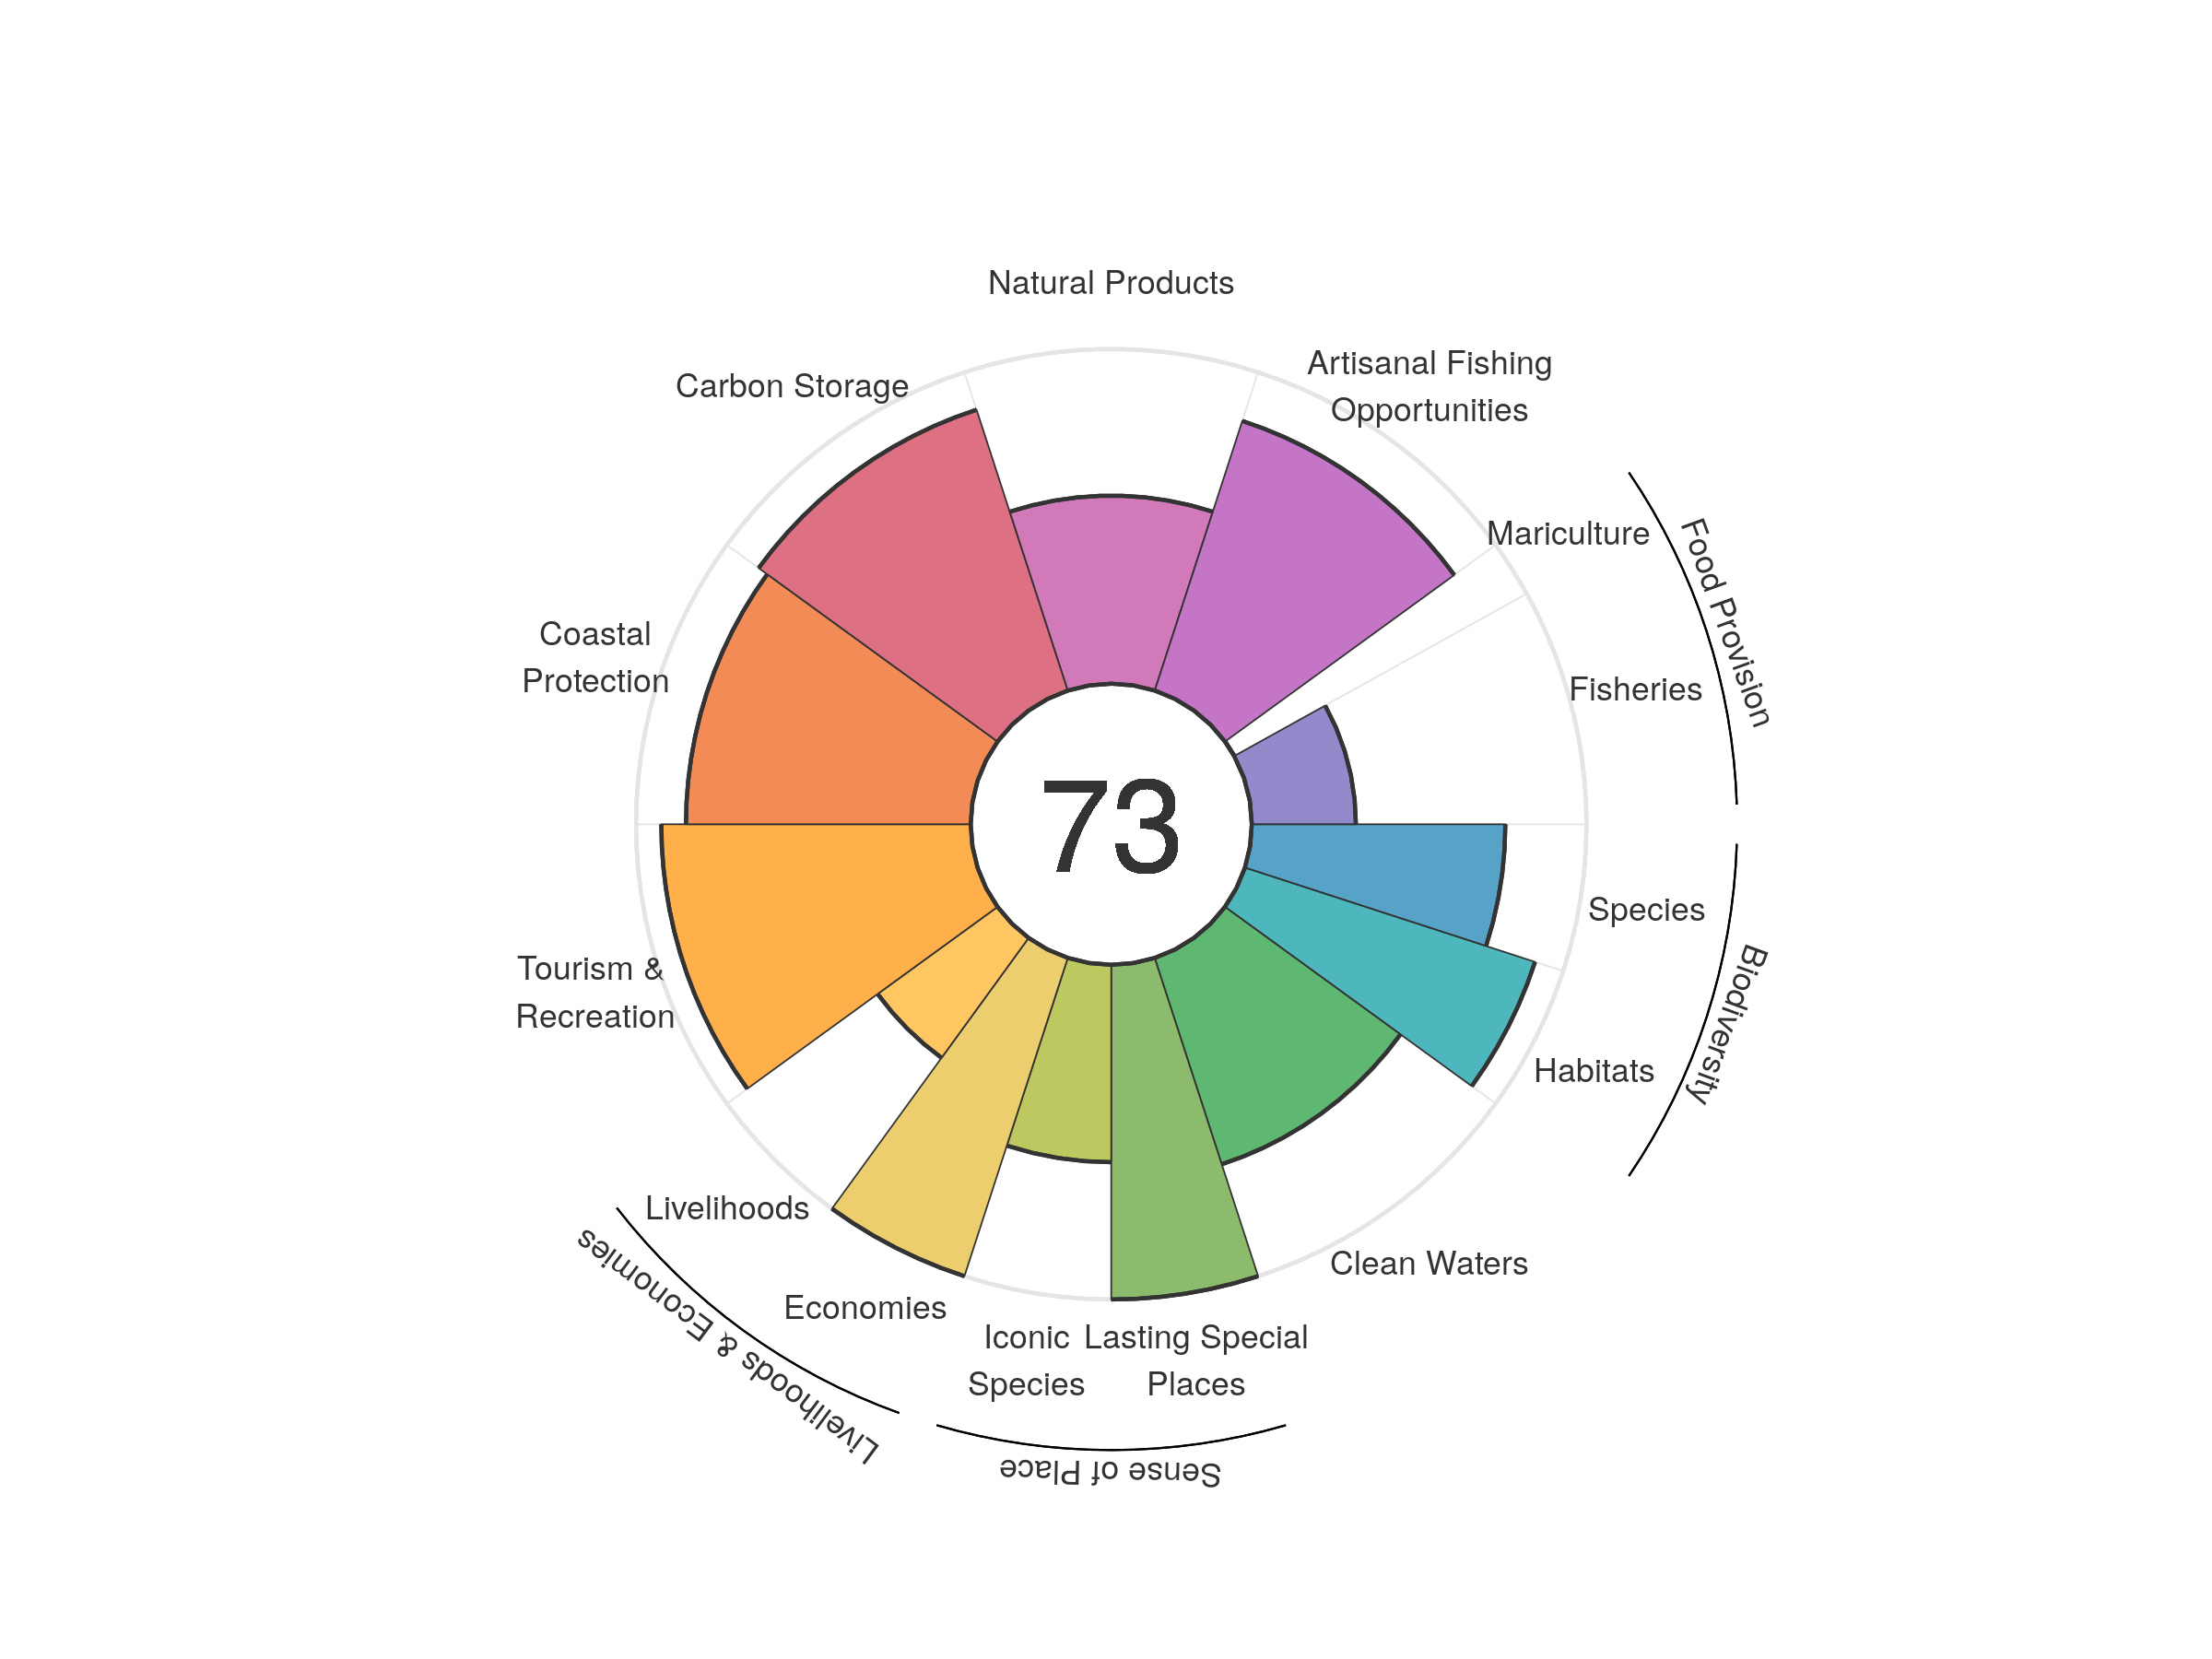 Natural Products
Carbon Storage
Artisanal Fishing
Opportunities
Mariculture
Food Provision
Coastal
Protection
Fisheries
73
Species
Biodiversity
Tourism &
Recreation
Habitats
Livelihoods
Livelihoods & Economies
Clean Waters
Economies
Iconic
Species
Lasting Special
Places
Sense of Place